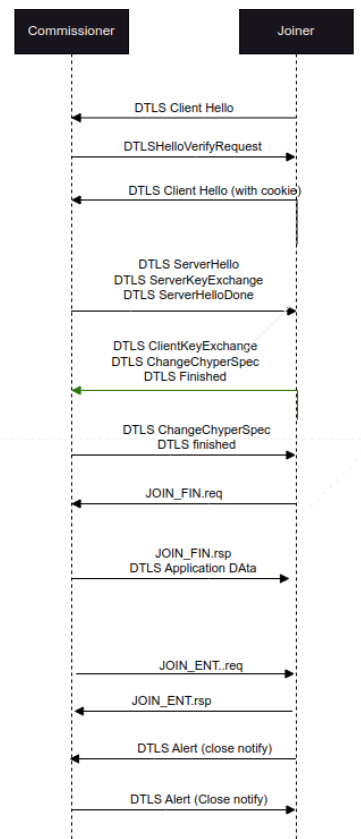 Commissioner
Joiner
DTLS Client Hello
DTLSHelloVerifyRequest
DTLS Client Hello (with cookie)
DTLS ServerHello
DTLS ServerKeyExchange
DTLS ServerHelloDone
DTLS ClientKeyExchange
DTLS ChangeChyperSpec
DTLS Finished
DTLS ChangeChyperSpec
DTLS finished
JOIN_FIN.req
JOIN_FIN.rsp
DTLS Application DAta
JOIN_ENT..req
JOIN_ENT.rsp
DTLS Alert (close notify)
DTLS Alert (Close notify)